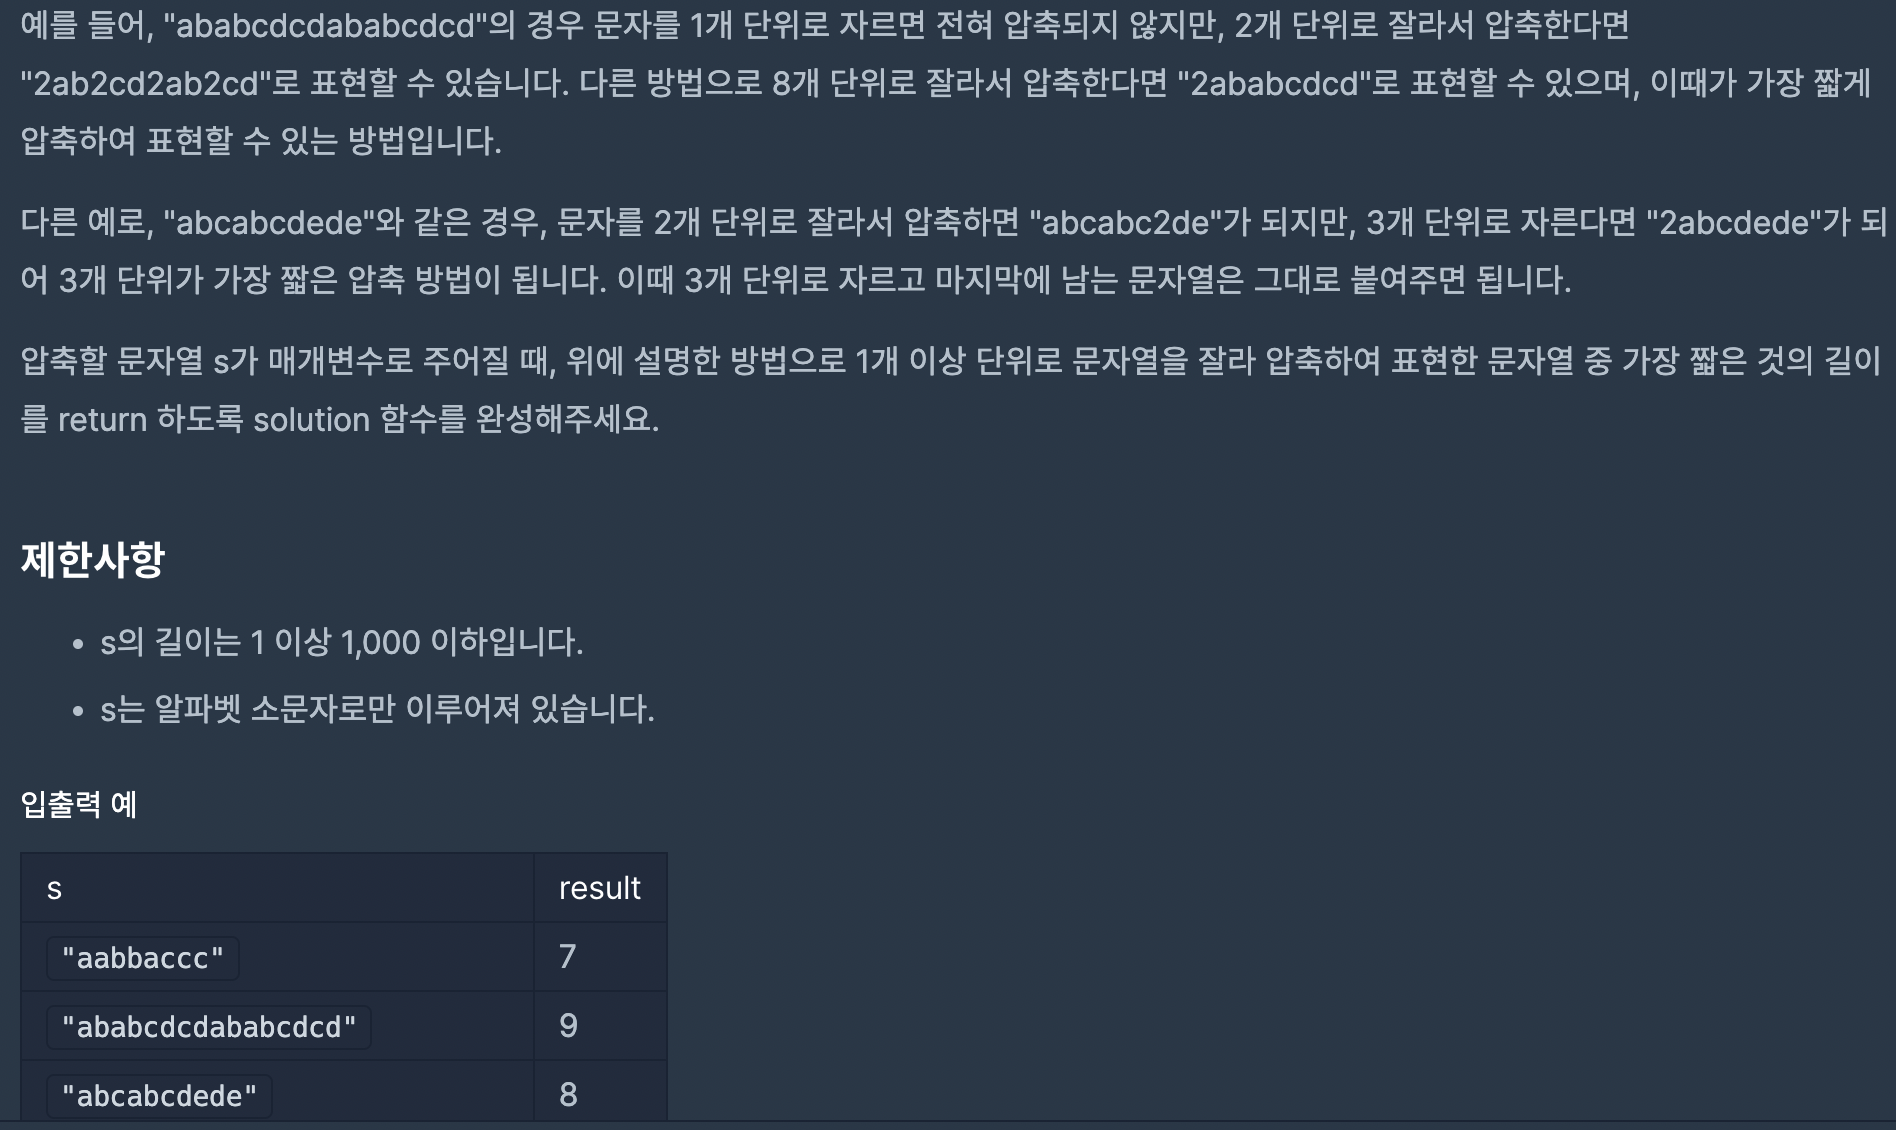 예를 들어, "ababcdcdababcdcd"의 경우 문자를 1개 단위로 자르면 전혀 압축되지 않지만, 2개 단위로 잘라서 압축한다면
"2ab2cd2ab2cd"로 표현할 수 있습니다. 다른 방법으로 8개 단위로 잘라서 압축한다면 "2ababcdcd"로 표현할 수 있으며, 이때가 가장 짧게
압축하여 표현할 수 있는 방법입니다.
다른 예로, "abcabcdede"와 같은 경우, 문자를 2개 단위로 잘라서 압축하면 "abcabc2de"가 되지만, 3개 단위로 자른다면 "2abcdede"가 되
어 3개 단위가 가장 짧은 압축 방법이 됩니다. 이때 3개 단위로 자르고 마지막에 남는 문자열은 그대로 붙여주면 됩니다.
압축할 문자열 s가 매개변수로 주어질 때, 위에 설명한 방법으로 1개 이상 단위로 문자열을 잘라 압축하여 표현한 문자열 중 가장 짧은 것의 길이
를 return 하도록 solution 함수를 완성해주세요.
제한사항
• s의 길이는 1 이상 1,000 이하입니다.
• s는 알파벳 소문자로만 이루어져 있습니다.
입출력 예
s result
"aabbaccc" 7
"ababcdcdababcdcd" 9
"abcabcdede" 8